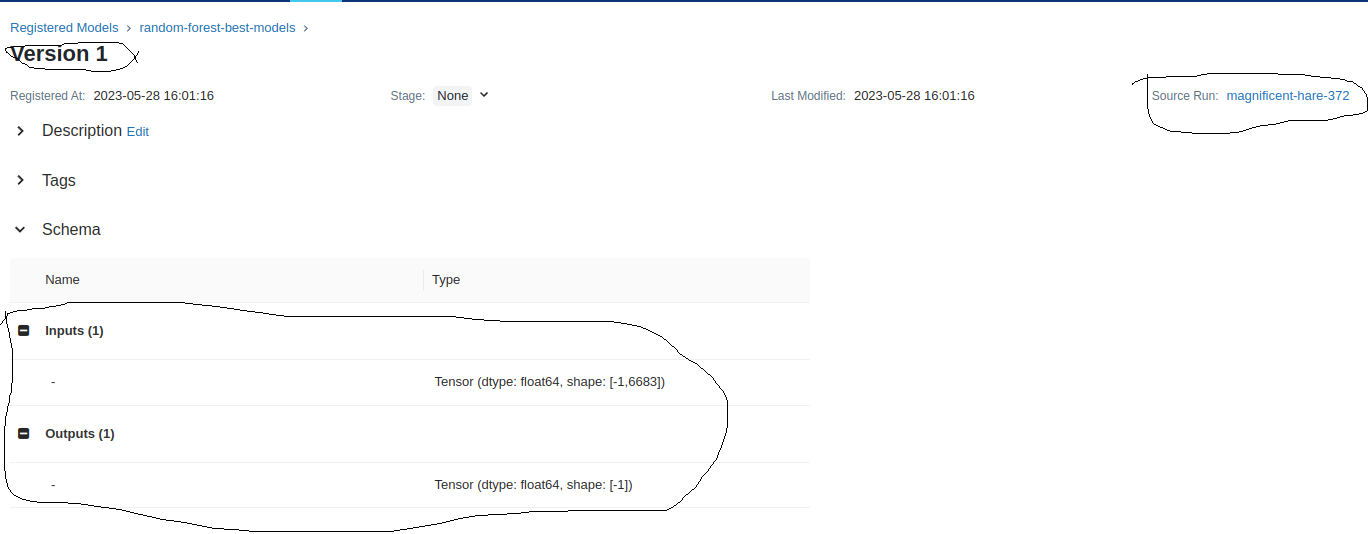 Registered Models › random-forest-best-models ›
Version 1
Registered At: 2023-05-28 16:01:16 Stage: None Last Modified: 2023-05-28 16:01:16 Source Run: magnificent-hare-372
Description Edit
Tags
Schema
Name Type
Inputs (1)
- Tensor (dtype: float64, shape: [-1,6683])
Outputs (1)
- Tensor (dtype: float64, shape: [-1])